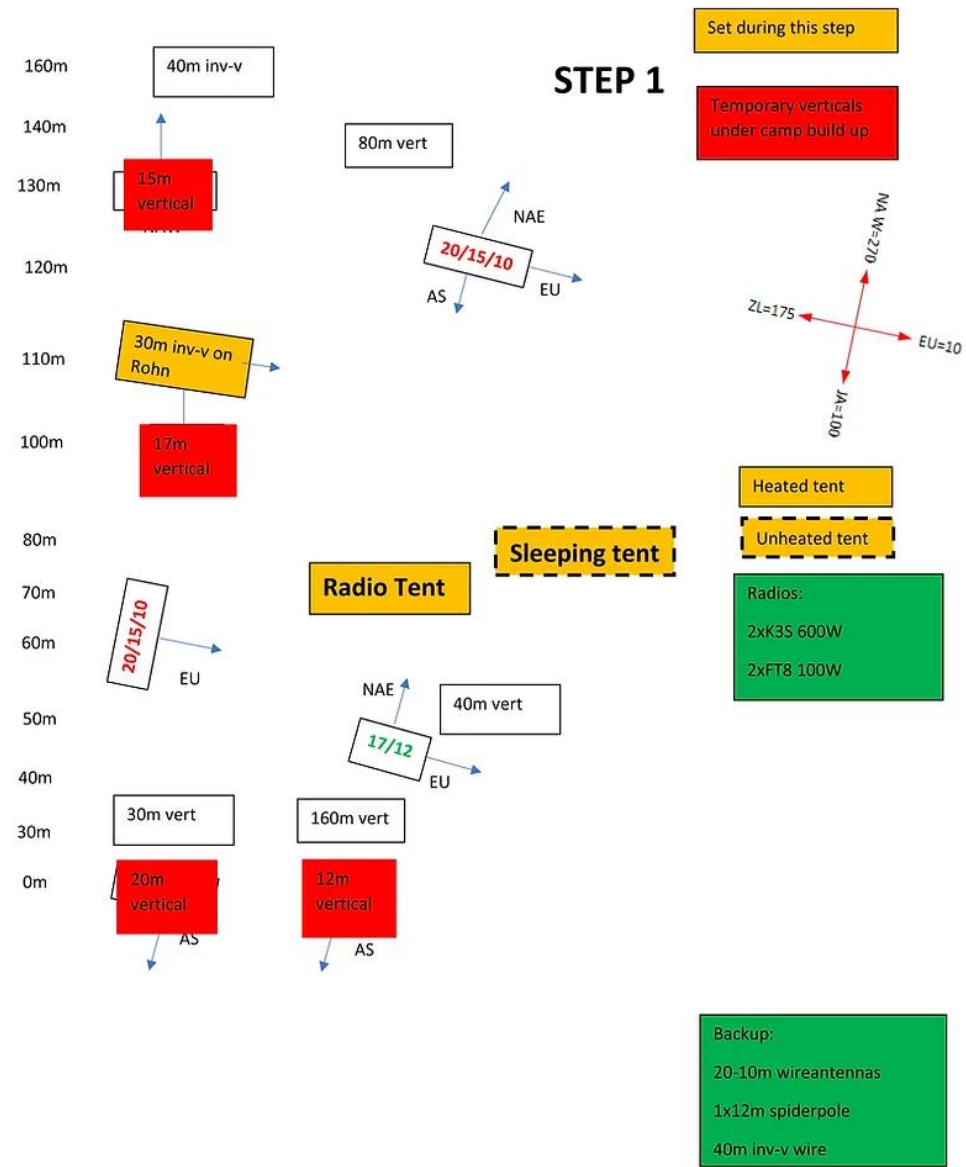 Set during this step
160m
40m inv-v
STEP 1
Temporary verticals
under camp build up
140m
80m vert
130m
15m
vertical
NAE
NA W=270
20/15/10
120m
AS
EU
ZL=175
EU=10
30m inv-v on
Rohn
110m
JA=100
100m
17m
vertical
Heated tent
80m
Sleeping tent
Unheated tent
70m
Radio Tent
Radios:
2xK3S 600W
2xFT8 100W
60m
20/15/10
EU
NAE
40m vert
50m
17/12
EU
40m
30m vert
160m vert
30m
0m
20m
vertical
12m
vertical
AS
AS
Backup:
20-10m wireantennas
1x12m spiderpole
40m inv-v wire